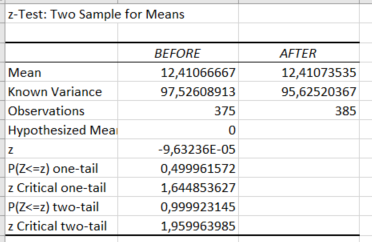 z-Test: Two Sample for Means
BEFORE AFTER
Mean 12,41066667 12,41073535
Known Variance 97,52608913 95,62520367
Observations 375 385
Hypothesized Mea 0
z -9,63236E-05
P(Z<=z) one-tail 0,499961572
z Critical one-tail 1,644853627
P(Z<=z) two-tail 0,999923145
z Critical two-tail 1,959963985